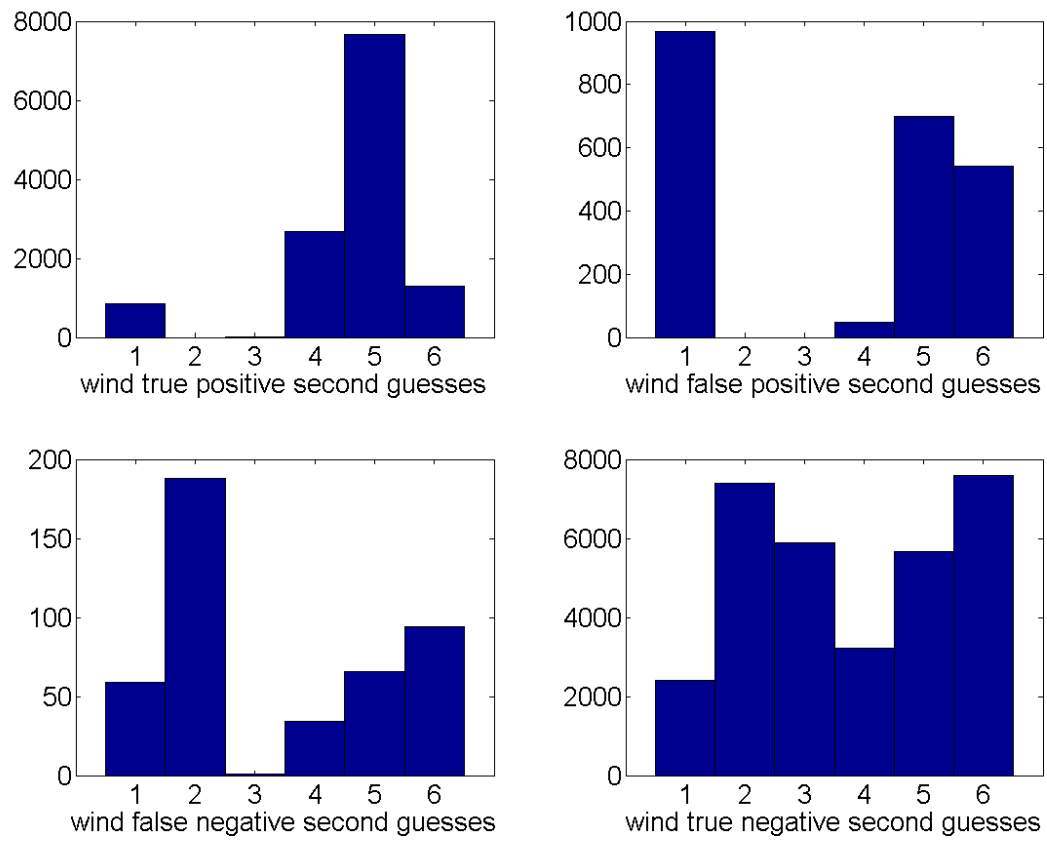 8000
6000
4000
2000
0
1 2 3 4 5 6
wind true positive second guesses
1000
800
600
400
200
0
1 2 3 4 5 6
wind false positive second guesses
200
150
100
50
0
1 2 3 4 5 6
wind false negative second guesses
8000
6000
4000
2000
0
1 2 3 4 5 6
wind true negative second guesses